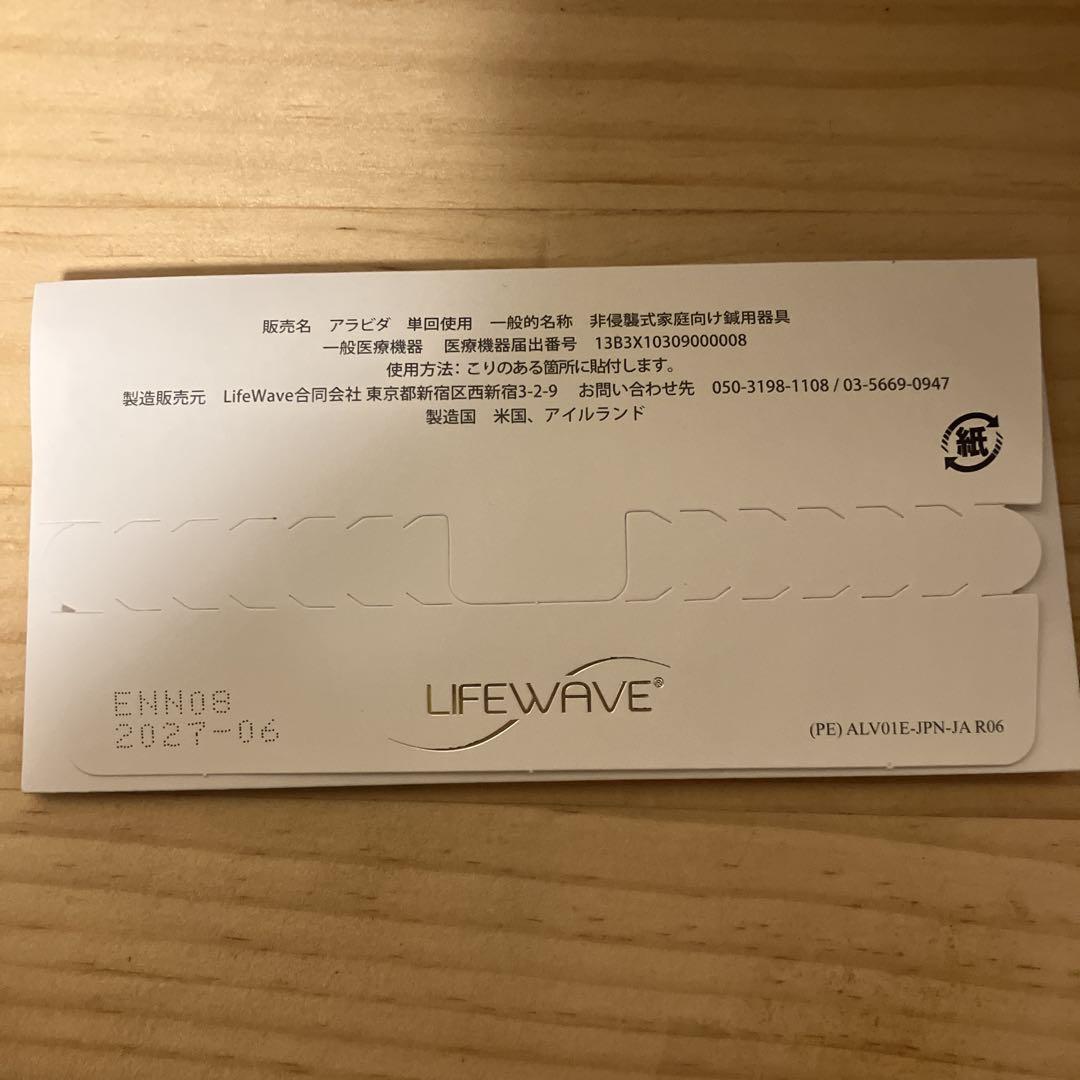 販売名 アラビダ 単回使用 一般的名称 非侵襲式家庭向け鍼用器具
一般医療機器 医療機器届出番号 13B3X10309000008
使用方法：こりのある箇所に貼付します。
製造販売元 LifeWave合同会社 東京都新宿区西新宿3-2-9 お問い合わせ先 050-3198-1108 / 03-5669-0947
製造国 米国、アイルランド
紙
LIFEWAVE®
ENN08
2027-06
(PE) ALV01E-JPN-JA R06